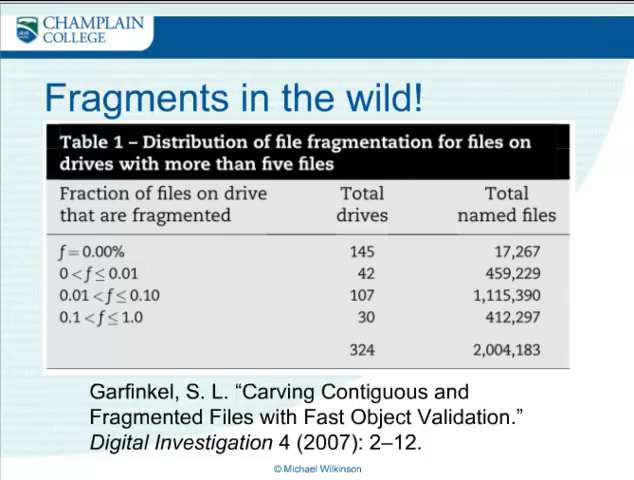 CHAMPLAIN
COLLEGE
Fragments in the wild!
Table 1 – Distribution of file fragmentation for files on
drives with more than five files
Fraction of files on drive Total Total
that are fragmented drives named files
f = 0.00% 145 17,267
0 < f ≤ 0.01 42 459,229
0.01 < f ≤ 0.10 107 1,115,390
0.1 < f ≤ 1.0 30 412,297
324 2,004,183
Garfinkel, S. L. “Carving Contiguous and
Fragmented Files with Fast Object Validation.”
Digital Investigation 4 (2007): 2–12.
© Michael Wilkinson